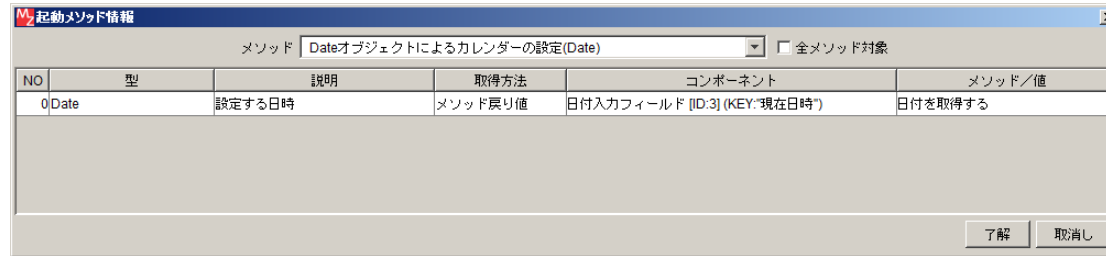 MZ 起動メソッド情報
メソッド Dateオブジェクトによるカレンダーの設定(Date) 全メソッド対象
NO 型 説明 取得方法 コンポーネント メソッド/値
0 Date 設定する日時 メソッド戻り値 日付入力フィールド [ID:3] (KEY:"現在日時") 日付を取得する
了解 取消し